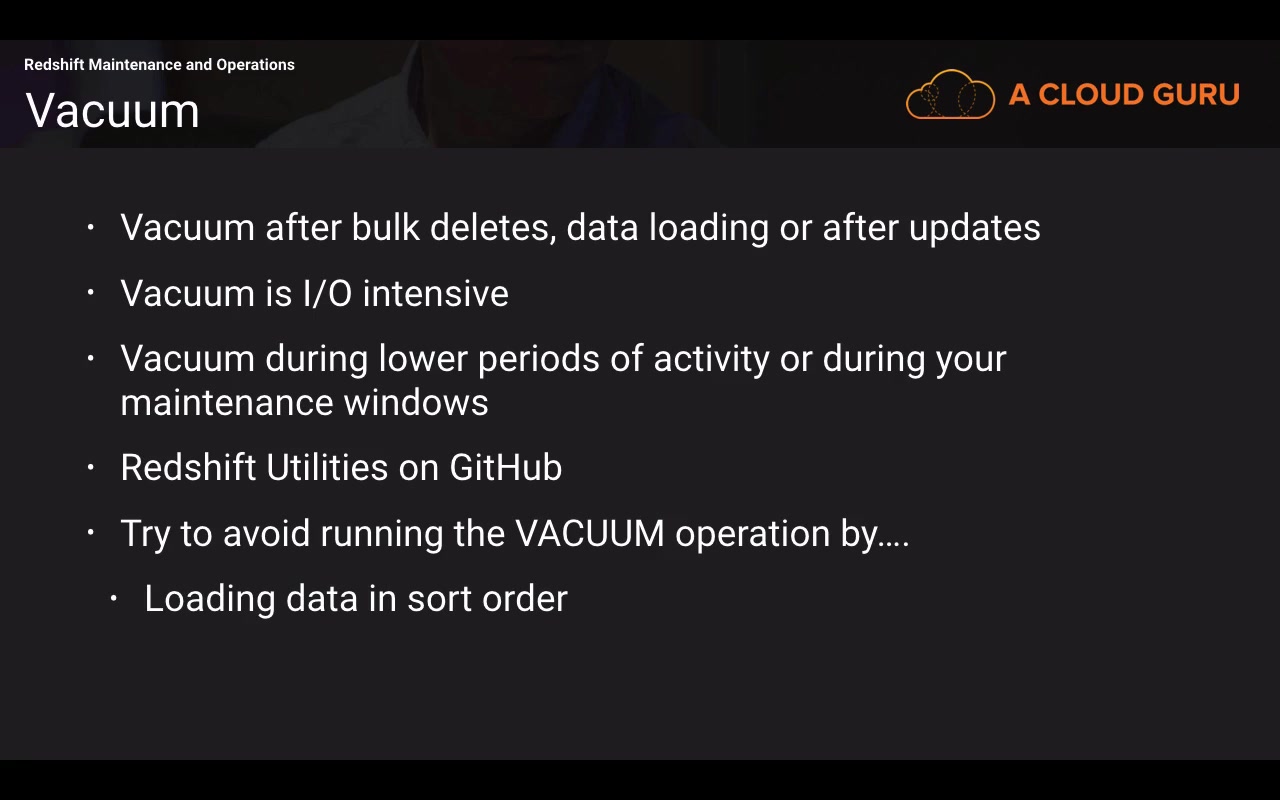 Redshift Maintenance and Operations
Vacuum
A CLOUD GURU
• Vacuum after bulk deletes, data loading or after updates
• Vacuum is I/O intensive
• Vacuum during lower periods of activity or during your
maintenance windows
• Redshift Utilities on GitHub
• Try to avoid running the VACUUM operation by....
• Loading data in sort order